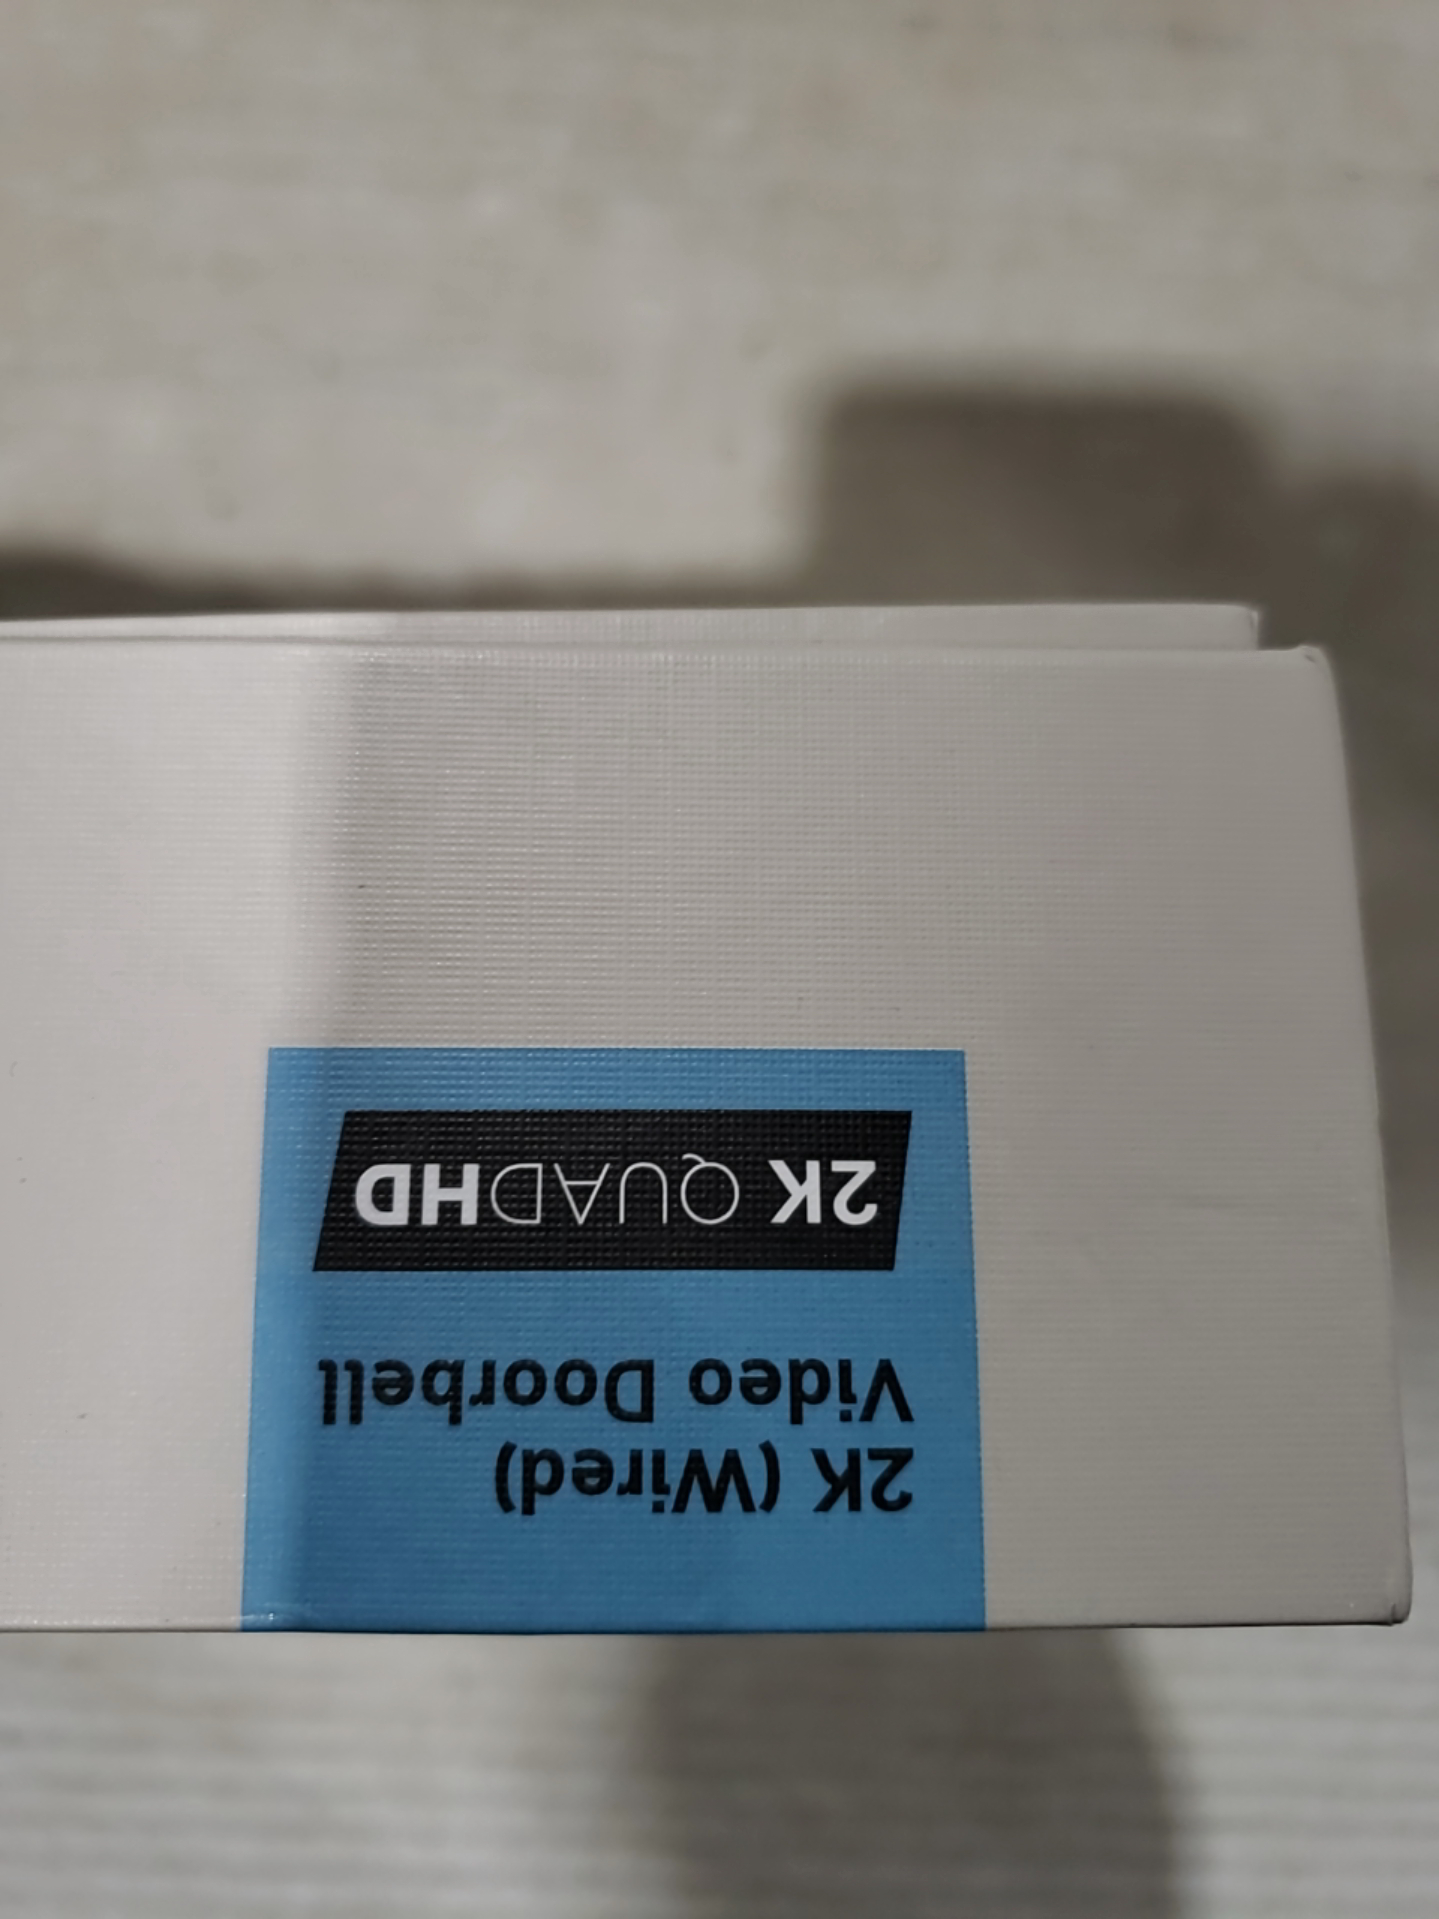 2K (Wired)
Video Doorbell
2K QUADHD